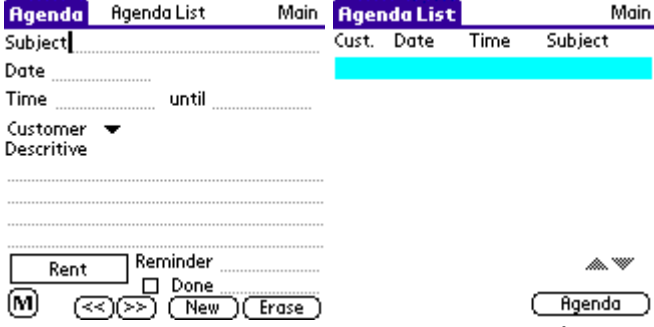 Agenda Agenda List Main
Subject
Date
Time until
Customer
Descritive
Rent Reminder
Done
M << >> New Erase
Agenda List Main
Cust. Date Time Subject
Agenda